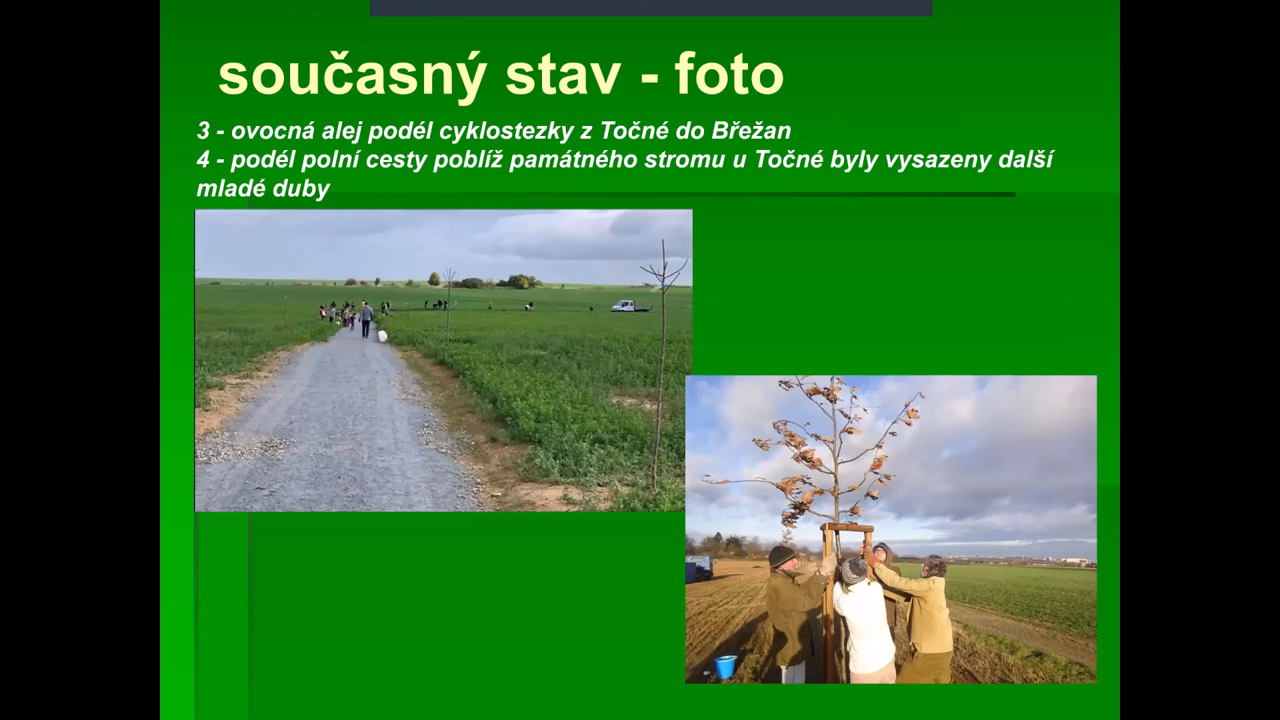 současný stav - foto
3 - ovocná alej podél cyklostezky z Točné do Břežan
4 - podél polní cesty poblíž památného stromu u Točné byly vysazeny další
mladé duby